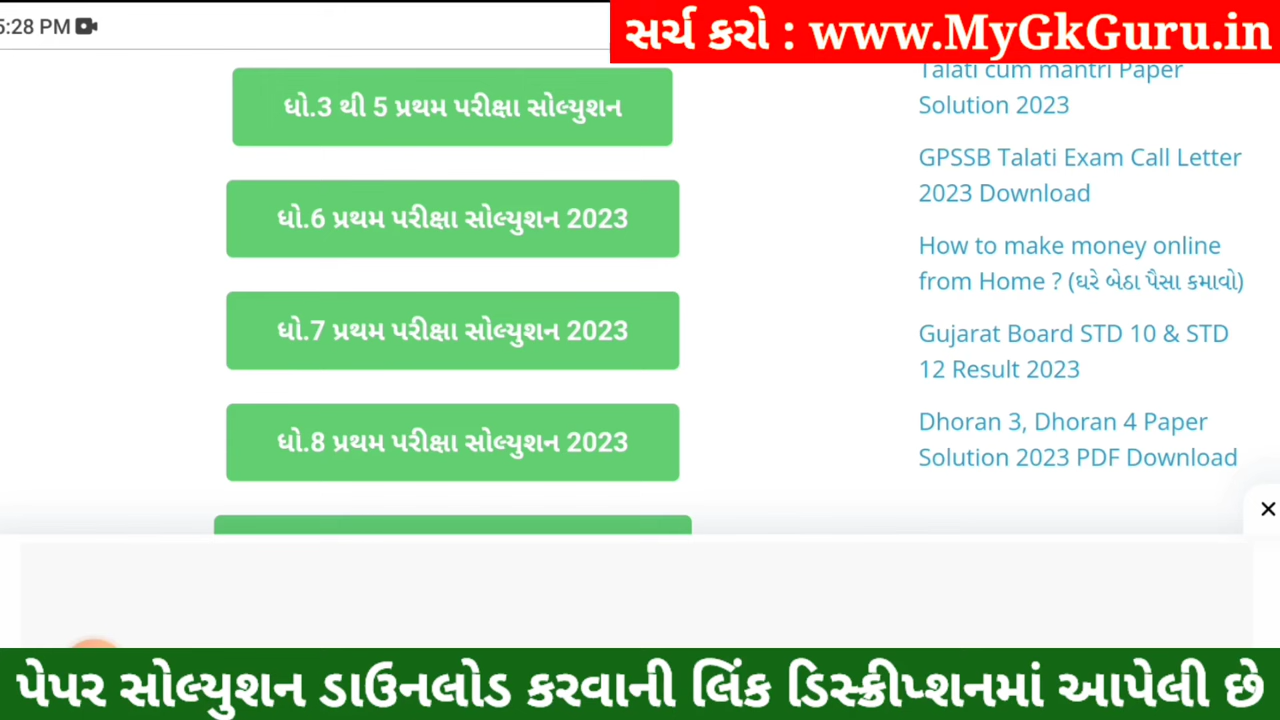 5:28 PM
સર્ચ કરો : www.MyGkGuru.in
ધો.3 થી 5 પ્રથમ પરીક્ષા સોલ્યુશન
ધો.6 પ્રથમ પરીક્ષા સોલ્યુશન 2023
ધો.7 પ્રથમ પરીક્ષા સોલ્યુશન 2023
ધો.8 પ્રથમ પરીક્ષા સોલ્યુશન 2023
Talati cum mantri Paper
Solution 2023
GPSSB Talati Exam Call Letter
2023 Download
How to make money online
from Home ? (ઘરે બેઠા પૈસા કમાવો)
Gujarat Board STD 10 & STD
12 Result 2023
Dhoran 3, Dhoran 4 Paper
Solution 2023 PDF Download
પેપર સોલ્યુશન ડાઉનલોડ કરવાની લિંક ડિસ્ક્રીપ્શનમાં આપેલી છે